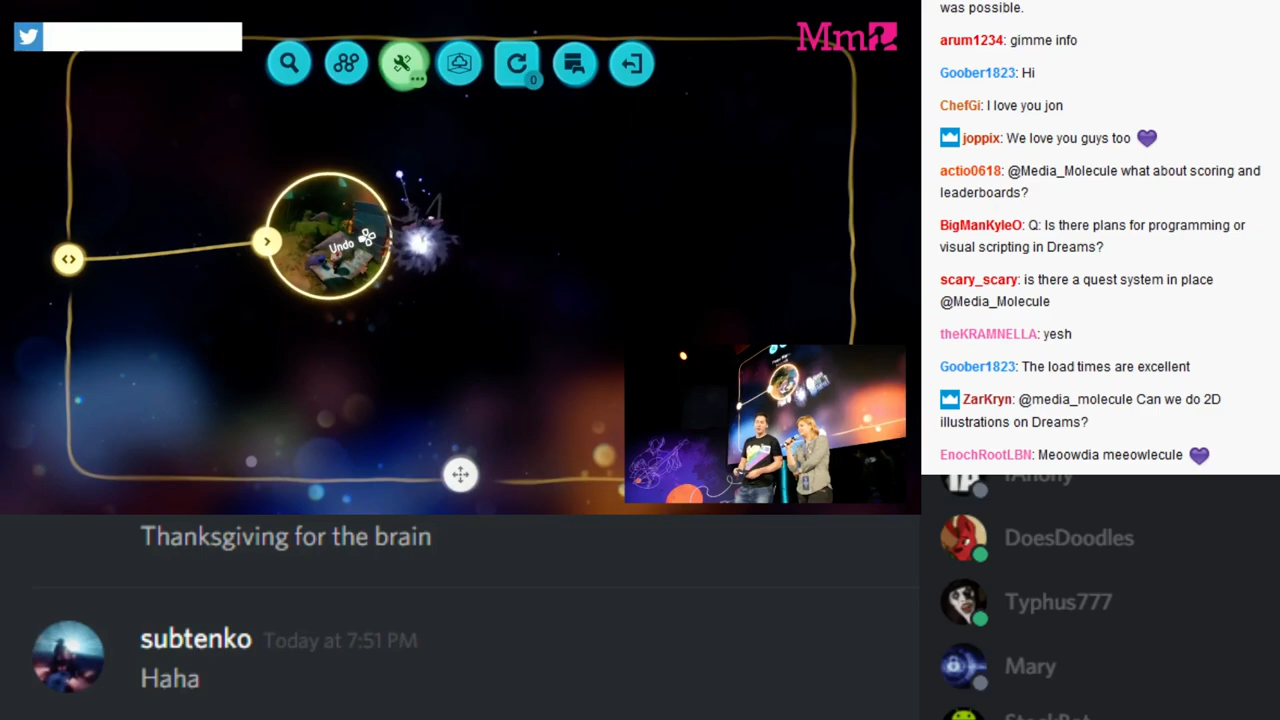 Mm
0
Undo
was possible.
arum1234: gimme info
Goober1823: Hi
ChefGi: I love you jon
joppix: We love you guys too
actio0618: @Media_Molecule what about scoring and
leaderboards?
BigManKyleO: Q: Is there plans for programming or
visual scripting in Dreams?
scary_scary: is there a quest system in place
@Media_Molecule
theKRAMNELLA: yesh
Goober1823: The load times are excellent
ZarKryn: @media_molecule Can we do 2D
illustrations on Dreams?
EnochRootLBN: Meoowdia meeowlecule
Thanksgiving for the brain
subtenko Today at 7:51 PM
Haha
DoesDoodles
Typhus777
Mary